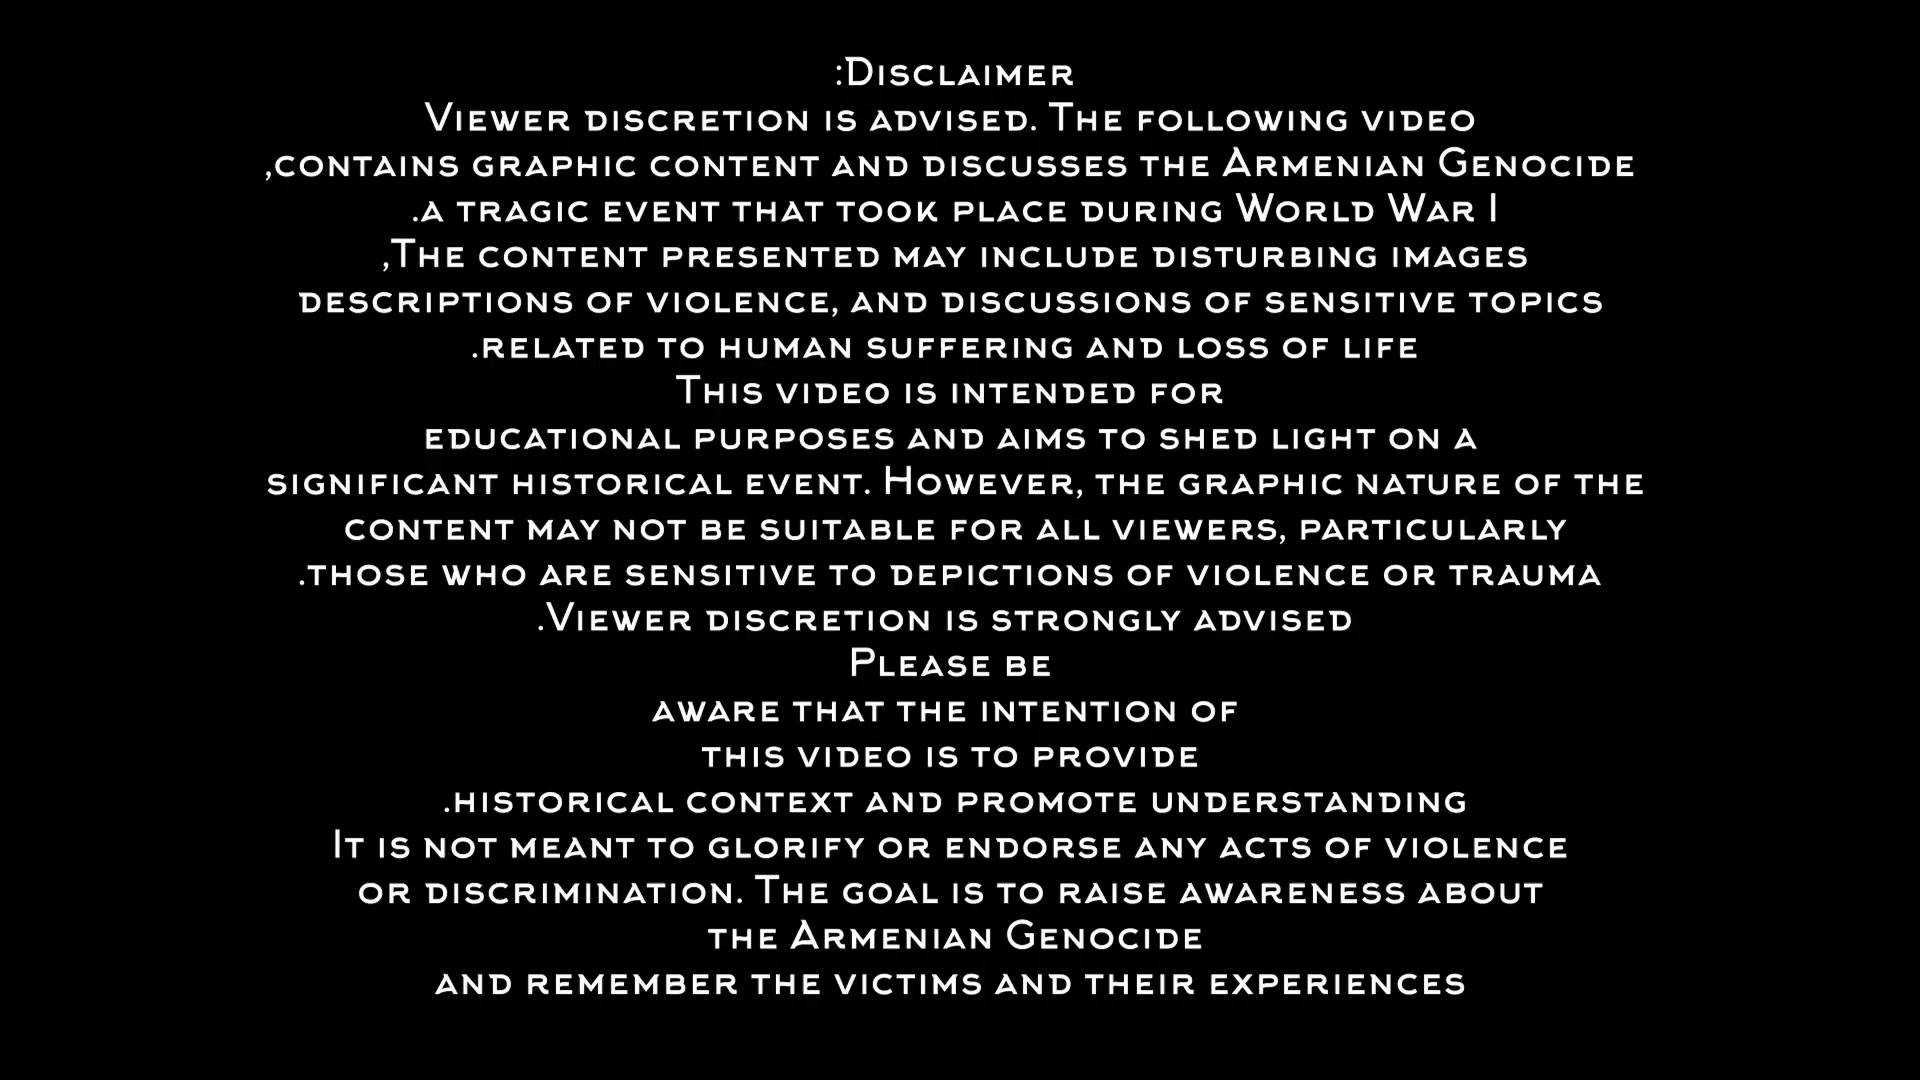 :Disclaimer
Viewer discretion is advised. The following video
,contains graphic content and discusses the Armenian Genocide
.a tragic event that took place during World War I
,The content presented may include disturbing images
descriptions of violence, and discussions of sensitive topics
.related to human suffering and loss of life
This video is intended for
educational purposes and aims to shed light on a
significant historical event. However, the graphic nature of the
content may not be suitable for all viewers, particularly
.those who are sensitive to depictions of violence or trauma
.Viewer discretion is strongly advised
Please be
aware that the intention of
this video is to provide
.historical context and promote understanding
It is not meant to glorify or endorse any acts of violence
or discrimination. The goal is to raise awareness about
the Armenian Genocide
and remember the victims and their experiences